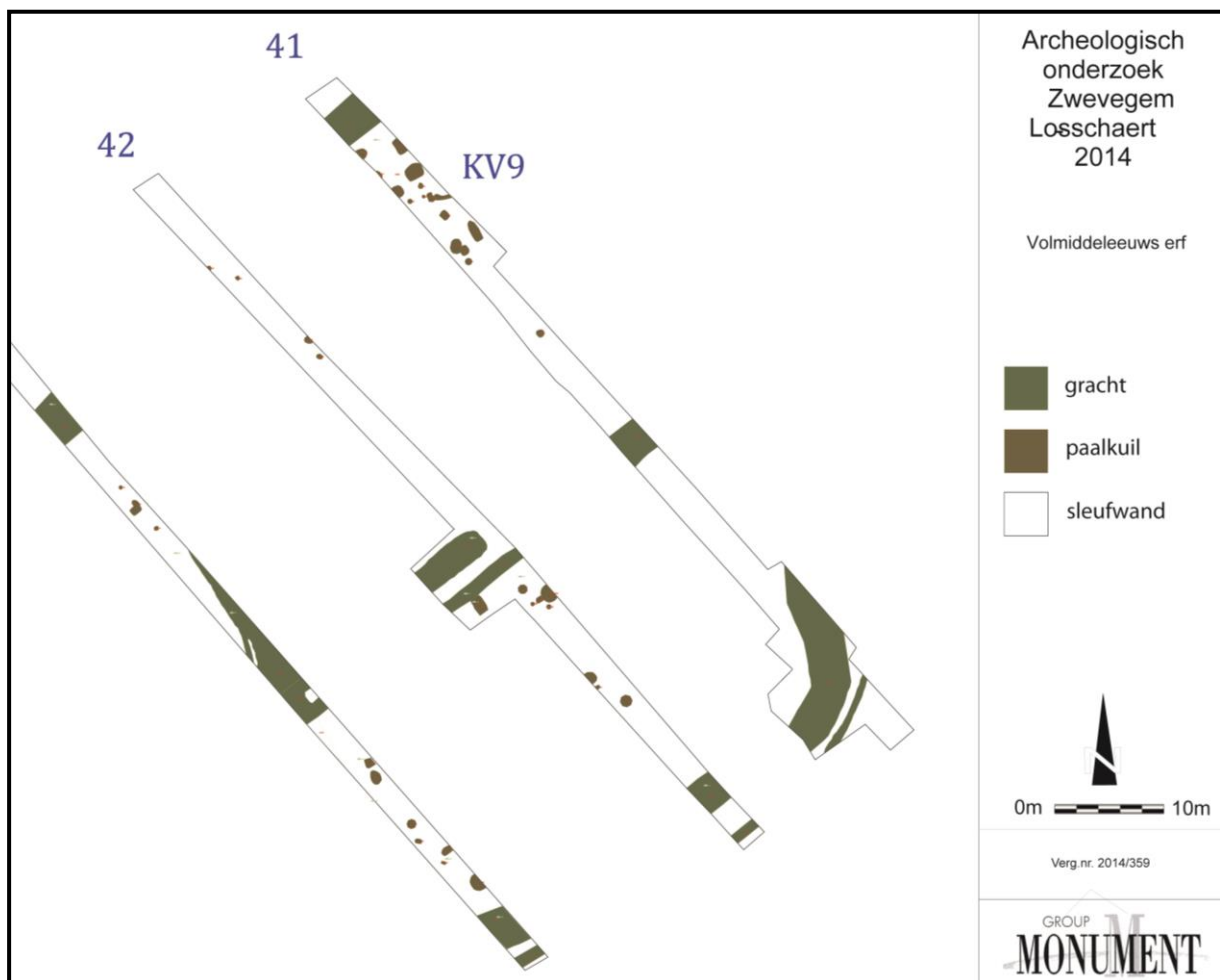 41
42
KV9
Archeologisch
onderzoek
Zwevegem
Losschaert
2014
Volmiddeleeuws erf
gracht
paalkuil
sleufwand
N
0m 10m
Verg.nr. 2014/359
GROUP M
MONUMENT